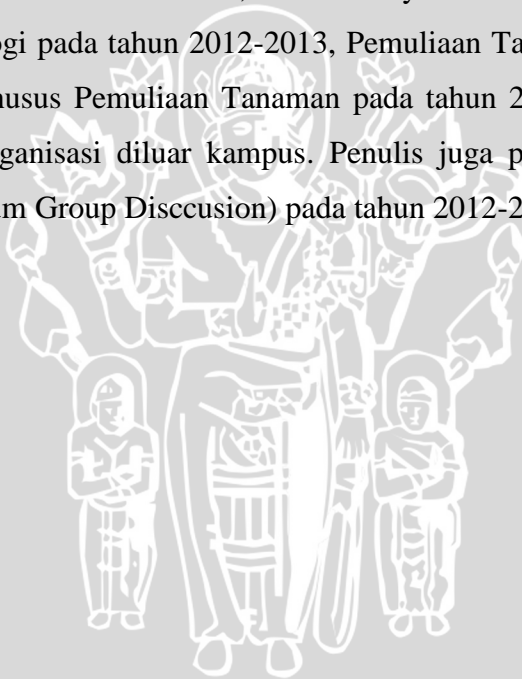 ogi pada tahun 2012-2013, Pemuliaan Ta
usus Pemuliaan Tanaman pada tahun 2
ganisasi diluar kampus. Penulis juga p
m Group Disccusion) pada tahun 2012-2